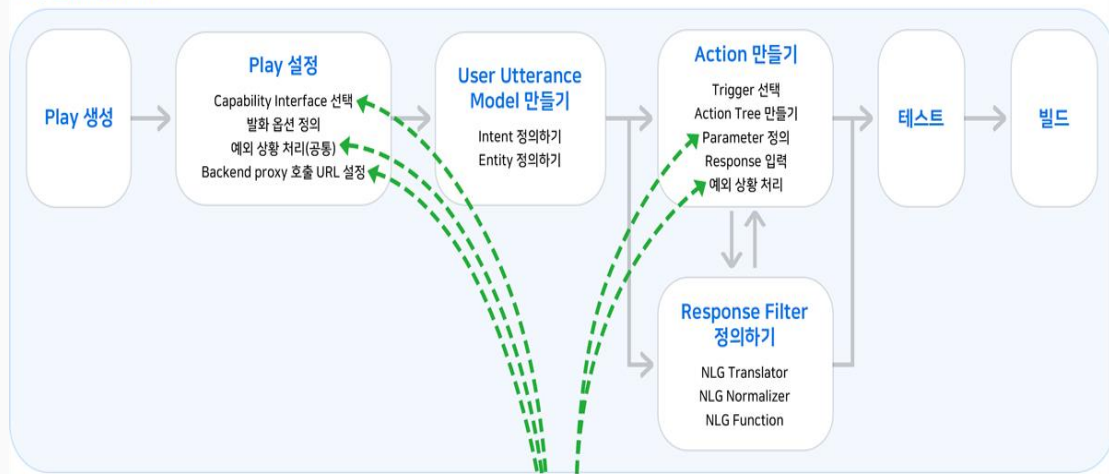 Play 생성
Play 설정
Capability Interface 선택
발화 옵션 정의
예외 상황 처리(공통)
Backend proxy 호출 URL 설정
User Utterance
Model 만들기
Intent 정의하기
Entity 정의하기
Action 만들기
Trigger 선택
Action Tree 만들기
Parameter 정의
Response 입력
예외 상황 처리
Response Filter
정의하기
NLG Translator
NLG Normalizer
NLG Function
테스트
빌드